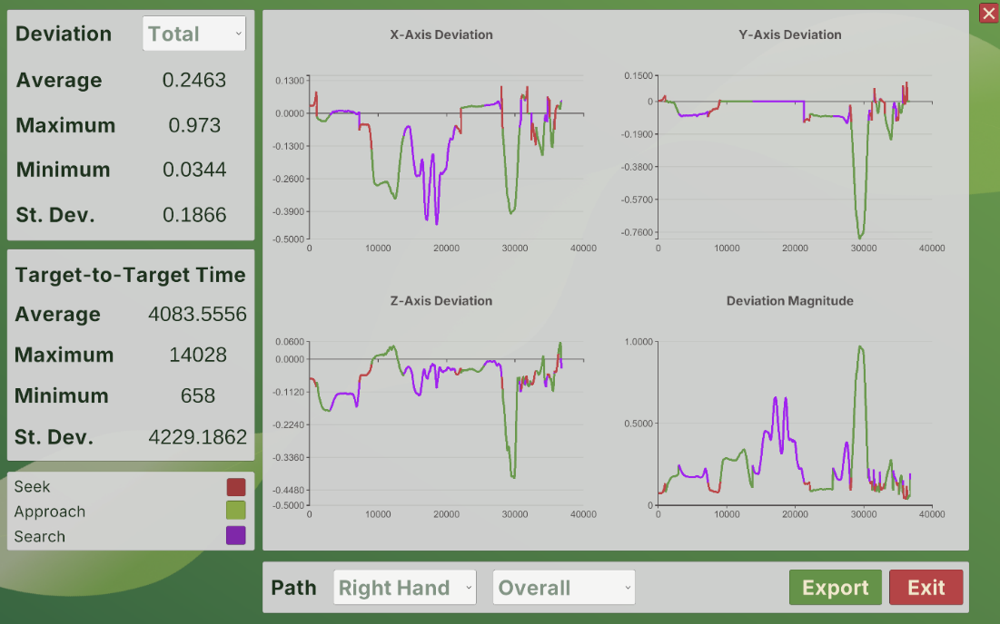 Deviation Total
Average 0.2463
Maximum 0.973
Minimum 0.0344
St. Dev. 0.1866
Target-to-Target Time
Average 4083.5556
Maximum 14028
Minimum 658
St. Dev. 4229.1862
Seek
Approach
Search
X-Axis Deviation
0.1300
0.0000
-0.1300
-0.2600
-0.3900
-0.5000
0 10000 20000 30000 40000
Y-Axis Deviation
0.1500
0
-0.1900
-0.3800
-0.5700
-0.7600
0 10000 20000 30000 40000
Z-Axis Deviation
0.0600
0.0000
-0.1120
-0.2240
-0.3360
-0.4480
-0.5000
0 10000 20000 30000 40000
Deviation Magnitude
1.0000
0.5000
0
0 10000 20000 30000 40000
Path Right Hand Overall Export Exit